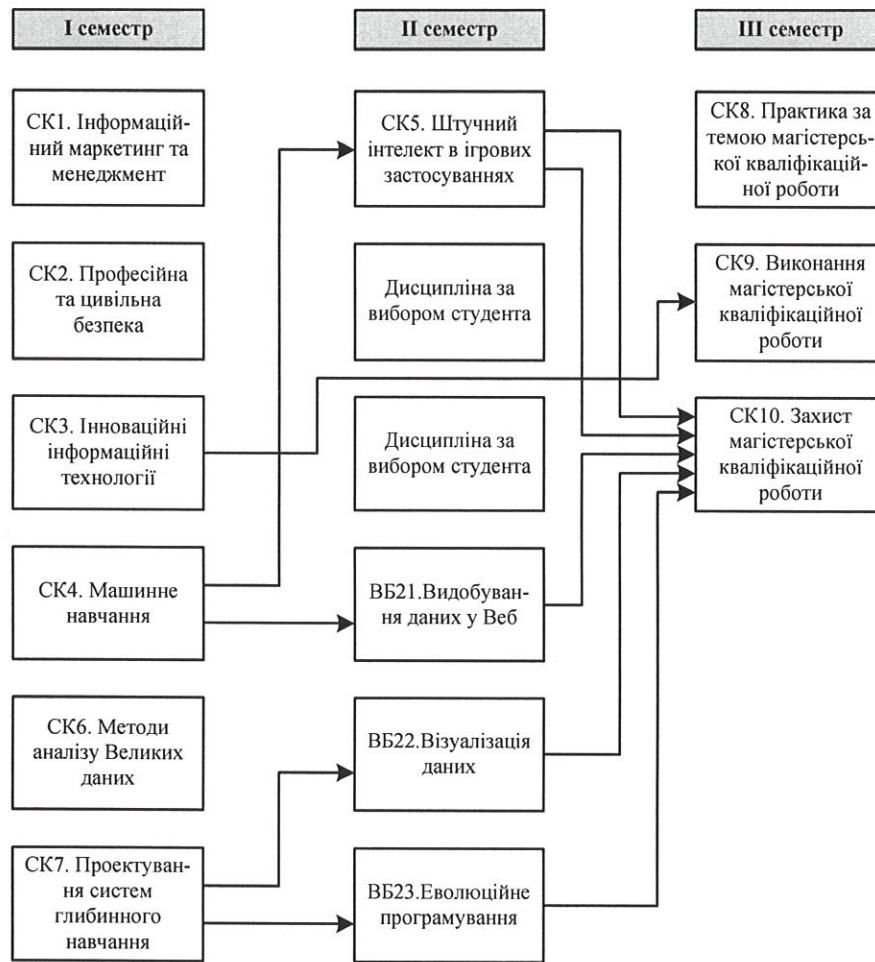 I семестр
II семестр
III семестр
СК1. Інформацій-
ний маркетинг та
менеджмент
СК5. Штучний
інтелект в ігрових
застосуваннях
СК8. Практика за
темою магістерсь-
кої кваліфікацій-
ної роботи
СК2. Професійна
та цивільна
безпека
Дисципліна за
вибором студента
СК9. Виконання
магістерської
кваліфікаційної
роботи
СК3. Інноваційні
інформаційні
технології
Дисципліна за
вибором студента
СК10. Захист
магістерської
кваліфікаційної
роботи
СК4. Машинне
навчання
ВБ21.Видобуван-
ня даних у Веб
СК6. Методи
аналізу Великих
даних
ВБ22.Візуалізація
даних
СК7. Проектуван-
ня систем
глибинного
навчання
ВБ23.Еволюційне
програмування